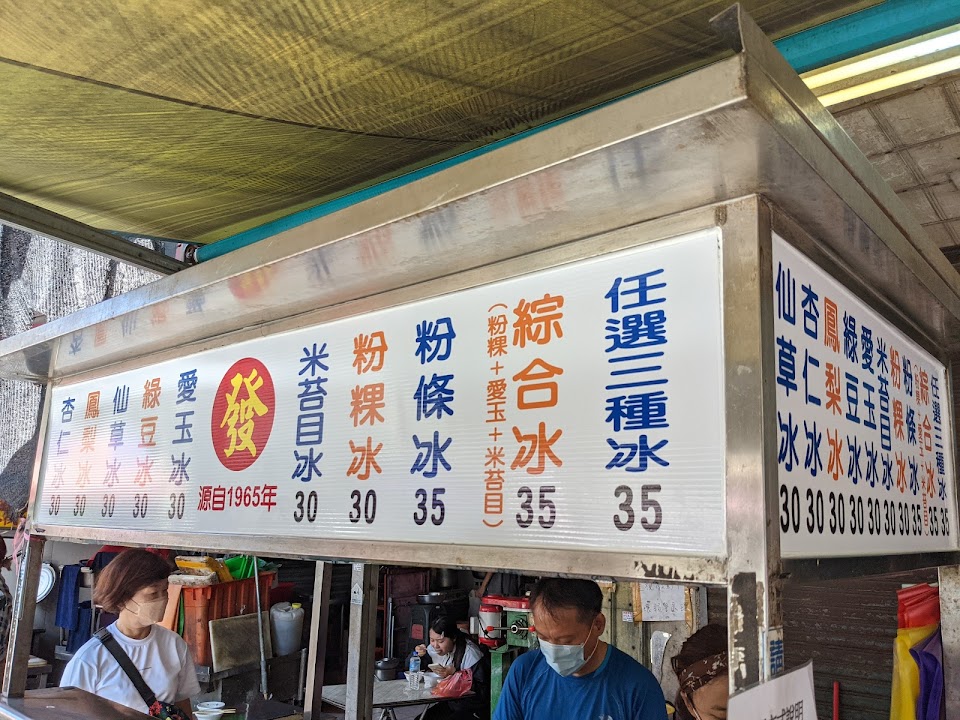 杏仁冰 30
鳳梨冰 30
仙草冰 30
綠豆冰 30
愛玉冰 30
發
源自1965年
米苔目冰 30
粉粿冰 30
粉條冰 35
(粉粿+愛玉+米苔目)
綜合冰 35
任選三種冰 35
仙草冰 30
杏仁冰 30
鳳梨冰 30
綠豆冰 30
愛玉冰 30
米苔目冰 30
粉粿冰 30
粉條冰 35
綜合冰 35
任選三種冰 35